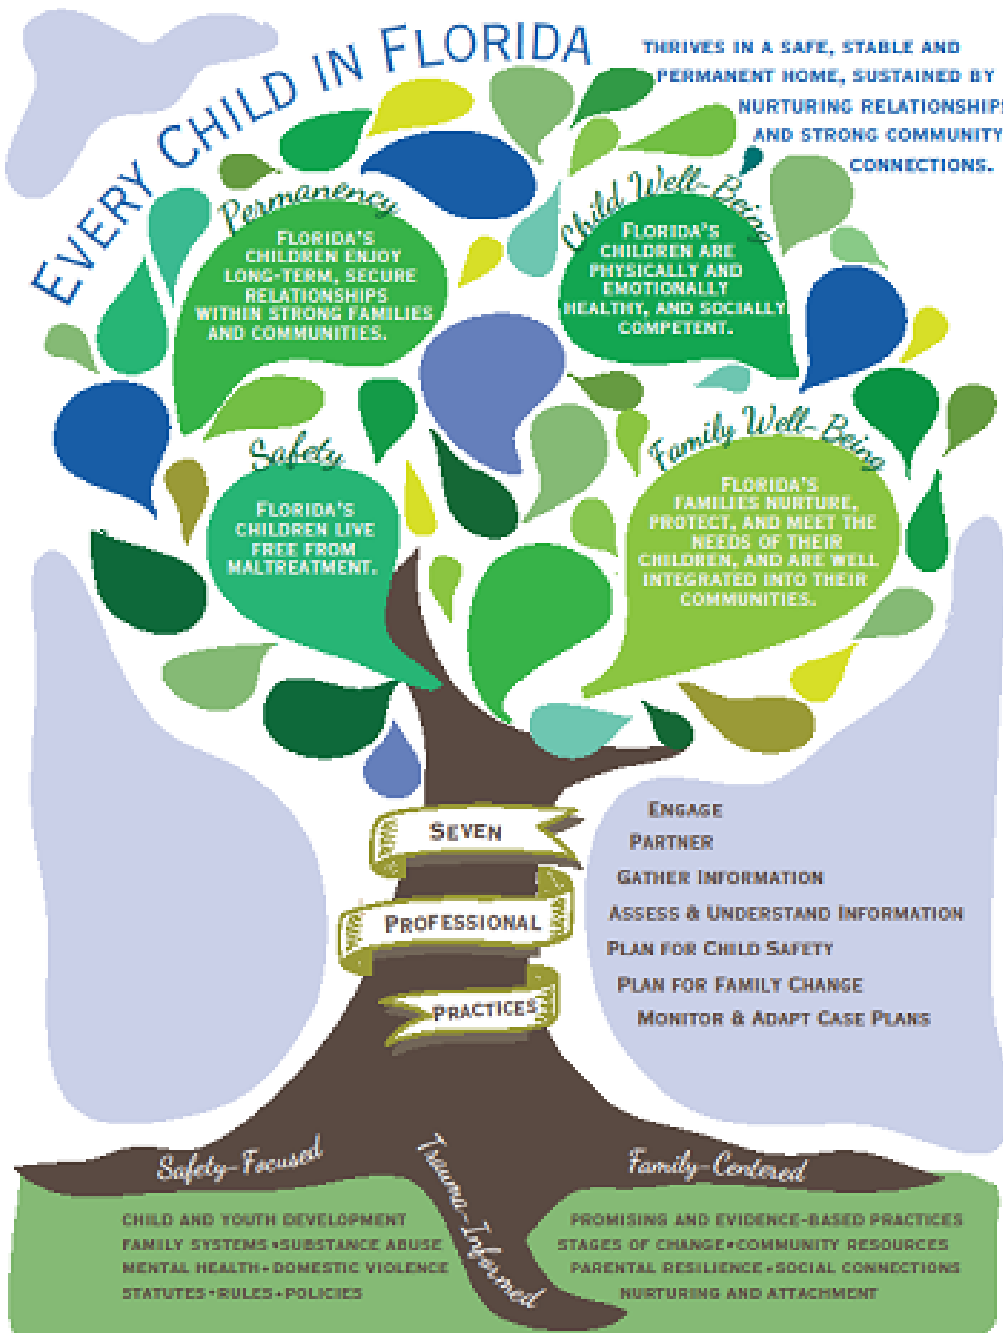 EVERY CHILD IN FLORIDA
THRIVES IN A SAFE, STABLE AND
PERMANENT HOME, SUSTAINED BY
NURTURING RELATIONSHIPS
AND STRONG COMMUNITY
CONNECTIONS.
Permanency
FLORIDA'S
CHILDREN ENJOY
LONG-TERM, SECURE
RELATIONSHIPS
WITHIN STRONG FAMILIES
AND COMMUNITIES.
Child Well-Being
FLORIDA'S
CHILDREN ARE
PHYSICALLY AND
EMOTIONALLY
HEALTHY, AND SOCIALLY
COMPETENT.
Safety
FLORIDA'S
CHILDREN LIVE
FREE FROM
MALTREATMENT.
Family Well-Being
FLORIDA'S
FAMILIES NURTURE,
PROTECT, AND MEET THE
NEEDS OF THEIR
CHILDREN, AND ARE WELL
INTEGRATED INTO THEIR
COMMUNITIES.
SEVEN
PROFESSIONAL
PRACTICES
ENGAGE
PARTNER
GATHER INFORMATION
ASSESS & UNDERSTAND INFORMATION
PLAN FOR CHILD SAFETY
PLAN FOR FAMILY CHANGE
MONITOR & ADAPT CASE PLANS
Safety-Focused
Trauma-Informed
Family-Centered
CHILD AND YOUTH DEVELOPMENT
FAMILY SYSTEMS•SUBSTANCE ABUSE
MENTAL HEALTH•DOMESTIC VIOLENCE
STATUTES•RULES•POLICIES
PROMISING AND EVIDENCE-BASED PRACTICES
STAGES OF CHANGE•COMMUNITY RESOURCES
PARENTAL RESILIENCE•SOCIAL CONNECTIONS
NURTURING AND ATTACHMENT